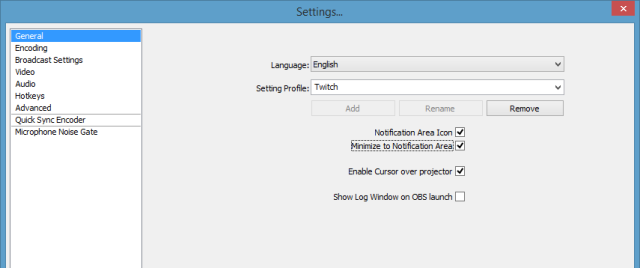 Settings...
General
Encoding
Broadcast Settings
Video
Audio
Hotkeys
Advanced
Quick Sync Encoder
Microphone Noise Gate
Language: English
Setting Profile: Twitch
Add Rename Remove
Notification Area Icon
Minimize to Notification Area
Enable Cursor over projector
Show Log Window on OBS launch